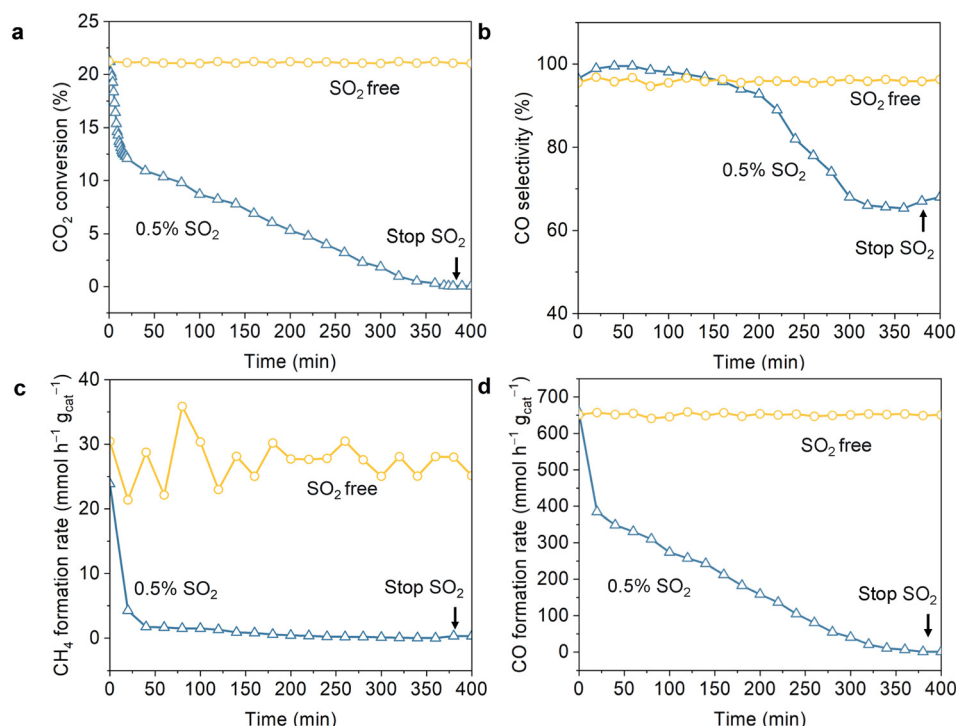 a
CO₂ conversion (%)
25
20
15
10
5
0
SO₂ free
0.5% SO₂
Stop SO₂
0 50 100 150 200 250 300 350 400
Time (min)
b
CO selectivity (%)
100
80
60
40
SO₂ free
0.5% SO₂
Stop SO₂
0 50 100 150 200 250 300 350 400
Time (min)
c
CH₄ formation rate (mmol h⁻¹ gcat⁻¹)
40
30
20
10
0
SO₂ free
0.5% SO₂
Stop SO₂
0 50 100 150 200 250 300 350 400
Time (min)
d
CO formation rate (mmol h⁻¹ gcat⁻¹)
700
600
500
400
300
200
100
0
SO₂ free
0.5% SO₂
Stop SO₂
0 50 100 150 200 250 300 350 400
Time (min)